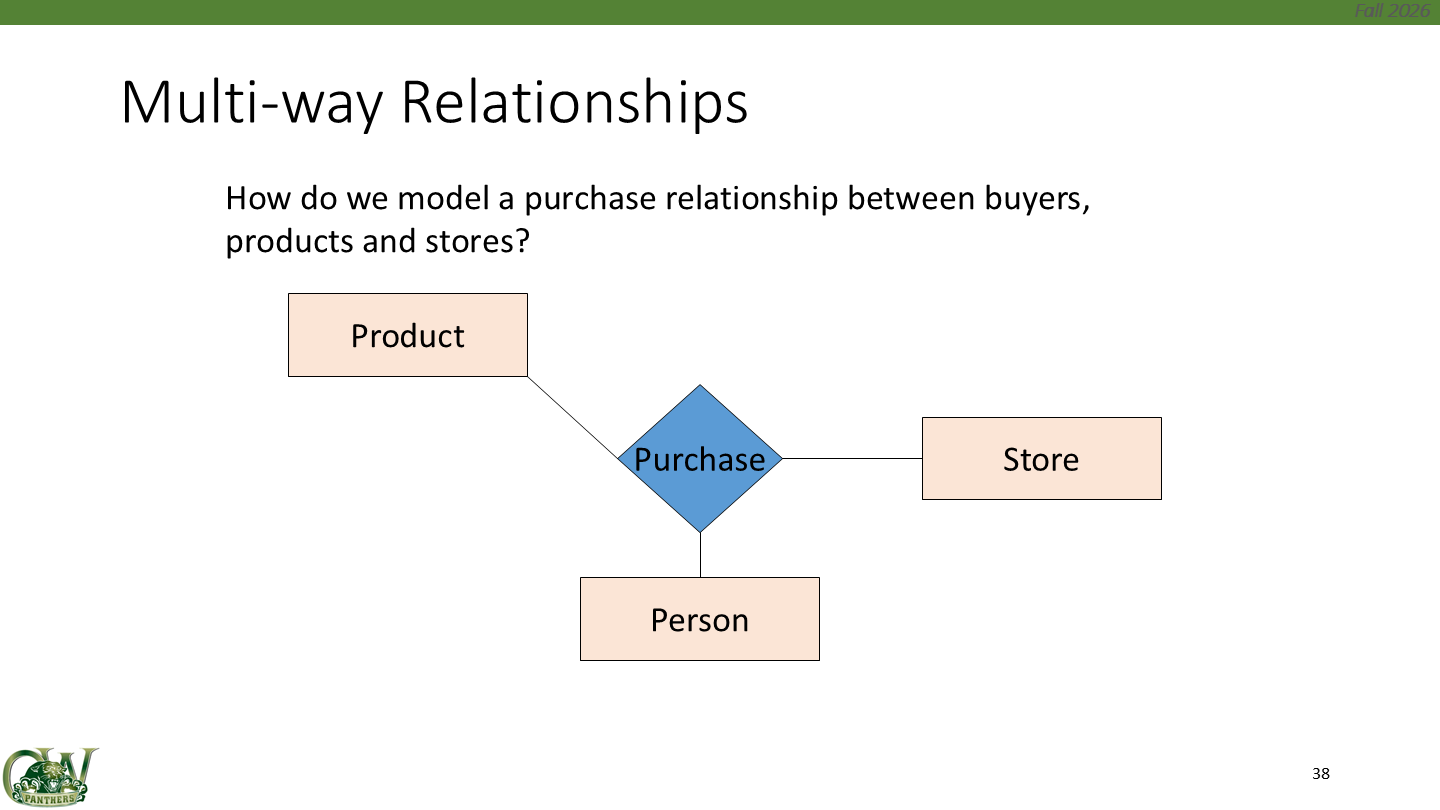 Fall 2026
Multi-way Relationships
How do we model a purchase relationship between buyers,
products and stores?
Product
Purchase
Store
Person
38
PANTHERS